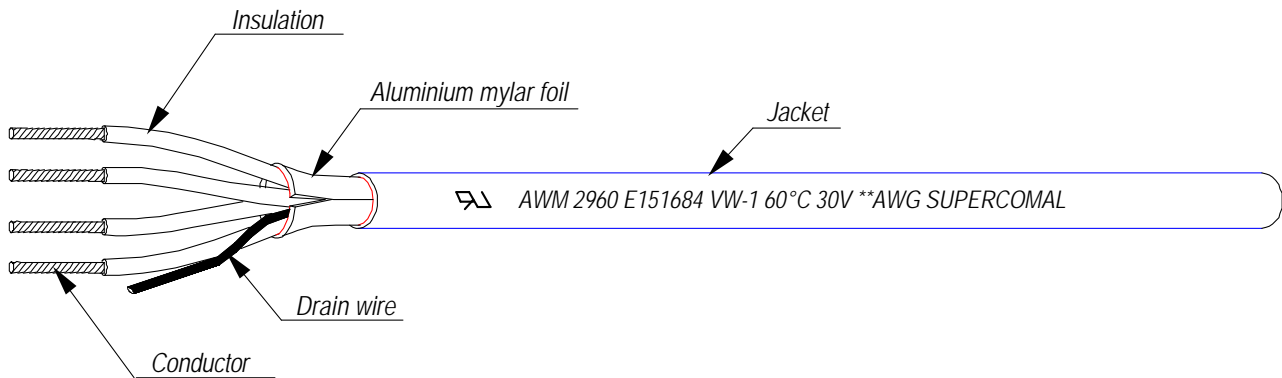 Insulation
Aluminium mylar foil
Jacket
AWM 2960 E151684 VW-1 60°C 30V **AWG SUPERCOMAL
Drain wire
Conductor